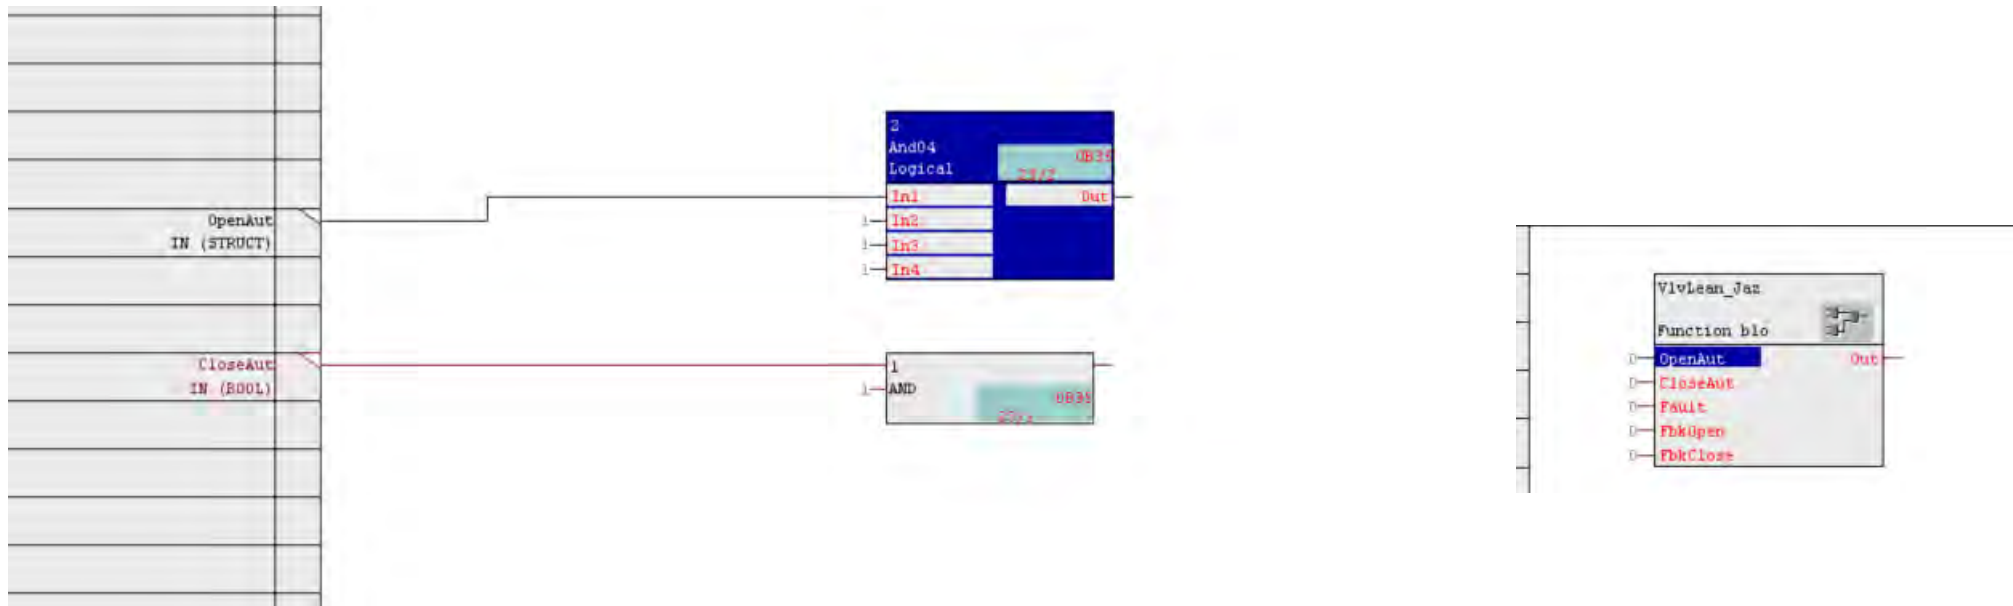 OpenAut
IN (STRUCT)
CloseAut
IN (BOOL)
2
And04
Logical
OB35
In1
Out
1
In2
1
In3
1
In4
1
1
AND
OB35
VlvLean_Jaz
Function blo
0
OpenAut
Out
0
CloseAut
0
Fault
0
FbkOpen
0
FbkClose